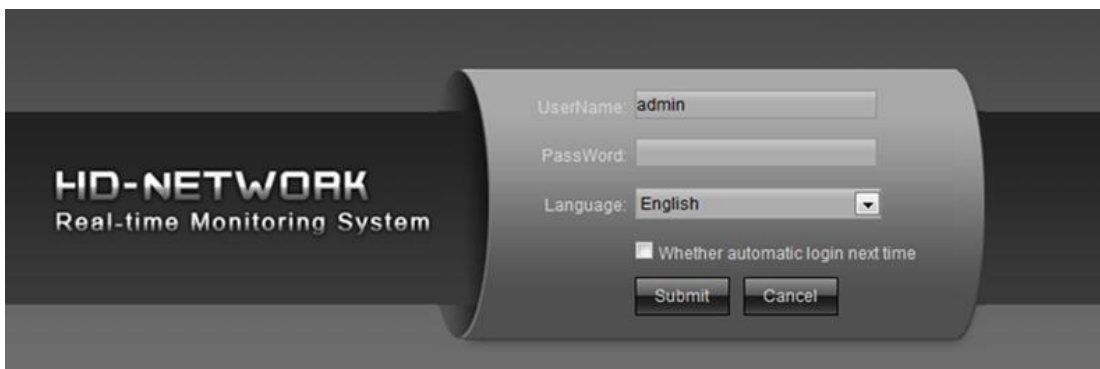 HD-NETWORK
Real-time Monitoring System
UserName: admin
PassWord:
Language: English
Whether automatic login next time
Submit Cancel